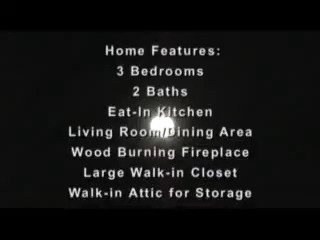 Home Features:
3 Bedrooms
2 Baths
Eat-In Kitchen
Living Room/Dining Area
Wood Burning Fireplace
Large Walk-in Closet
Walk-in Attic for Storage